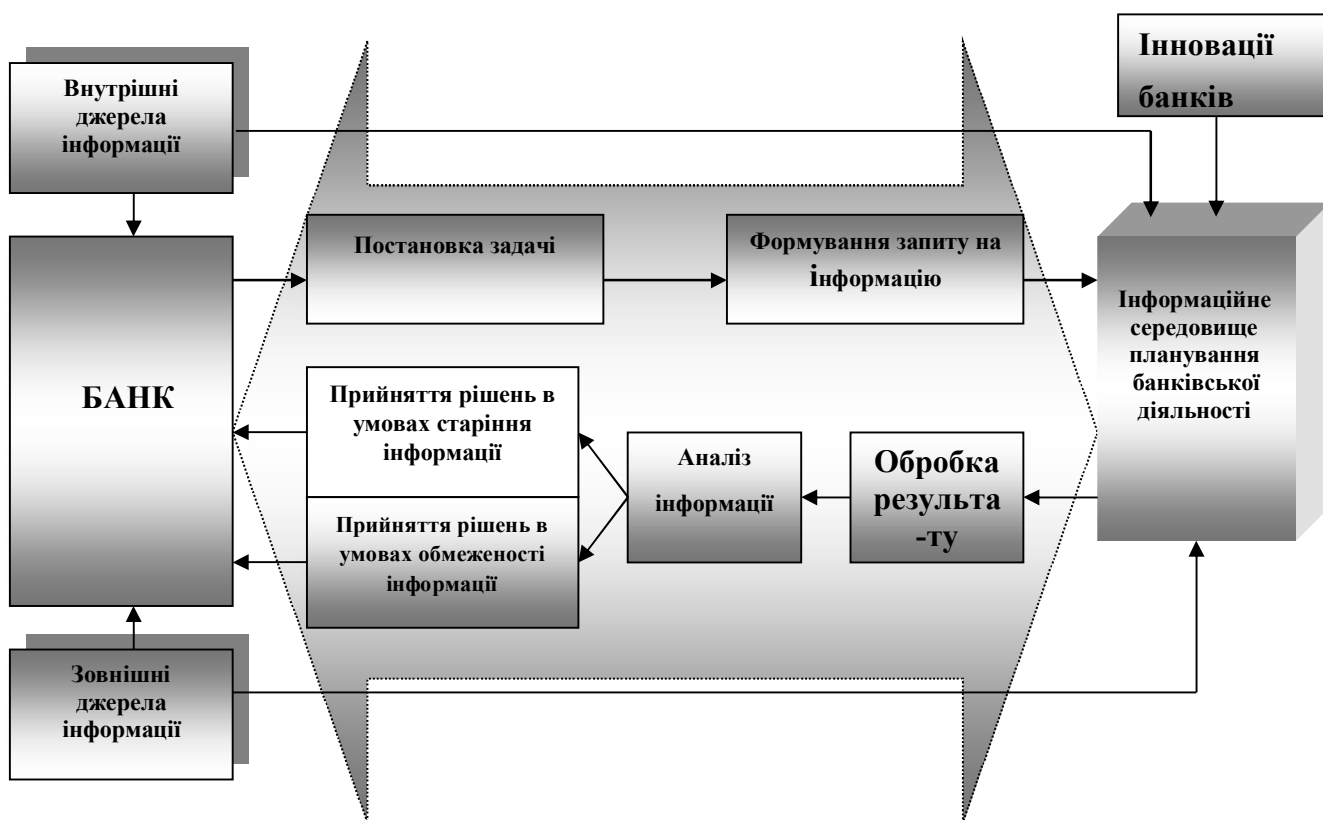 Внутрішні
джерела
інформації
Інновації
банків
Постановка задачі
Формування запиту на
інформацію
БАНК
Інформаційне
середовище
планування
банківської
діяльності
Прийняття рішень в
умовах старіння
інформації
Аналіз
інформації
Обробка
результа
-ту
Прийняття рішень в
умовах обмеженості
інформації
Зовнішні
джерела
інформації